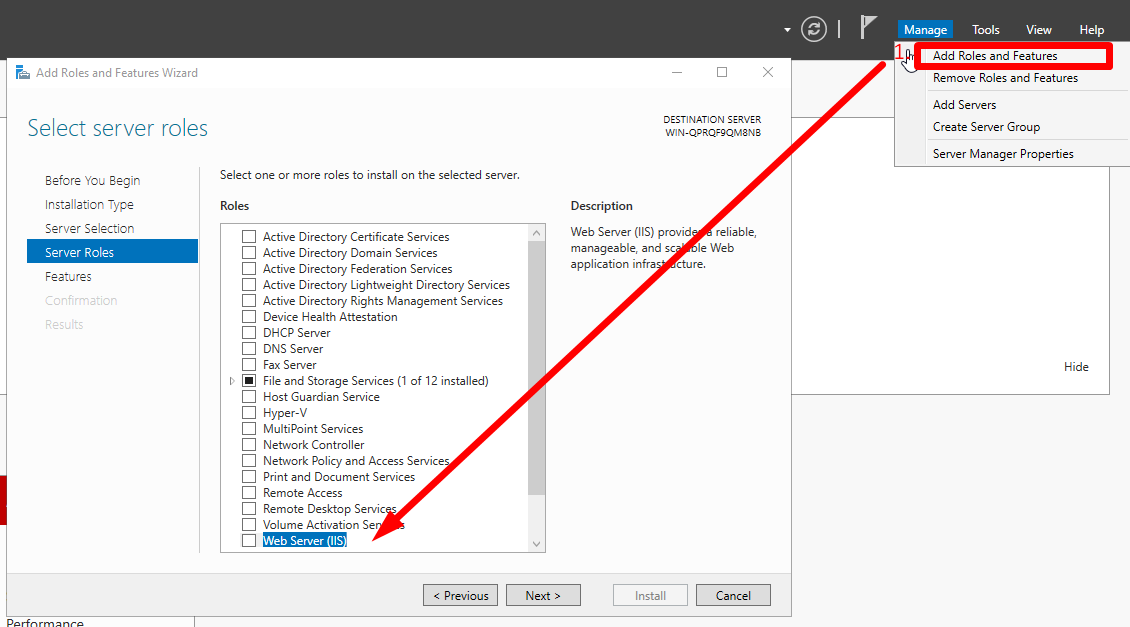 Manage Tools View Help
1
Add Roles and Features
Remove Roles and Features
Add Servers
Create Server Group
Server Manager Properties
Add Roles and Features Wizard
Select server roles
DESTINATION SERVER
WIN-QPRQF9QM8NB
Before You Begin
Installation Type
Server Selection
Server Roles
Features
Confirmation
Results
Select one or more roles to install on the selected server.
Roles
Active Directory Certificate Services
Active Directory Domain Services
Active Directory Federation Services
Active Directory Lightweight Directory Services
Active Directory Rights Management Services
Device Health Attestation
DHCP Server
DNS Server
Fax Server
File and Storage Services (1 of 12 installed)
Host Guardian Service
Hyper-V
MultiPoint Services
Network Controller
Network Policy and Access Services
Print and Document Services
Remote Access
Remote Desktop Services
Volume Activation Services
Web Server (IIS)
Description
Web Server (IIS) provides a reliable,
manageable, and scalable Web
application infrastructure.
Hide
< Previous Next > Install Cancel
Performance